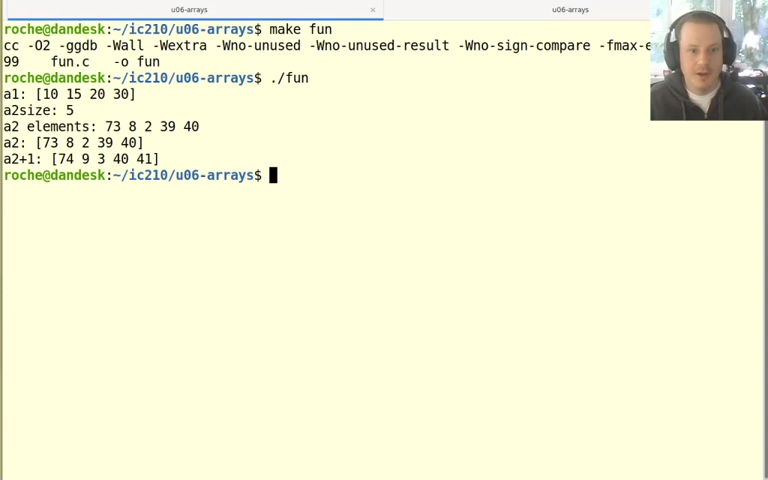 u06-arrays × u06-arrays
roche@dandesk:~/ic210/u06-arrays$ make fun
cc -O2 -ggdb -Wall -Wextra -Wno-unused -Wno-unused-result -Wno-sign-compare -fmax-e
99    fun.c   -o fun
roche@dandesk:~/ic210/u06-arrays$ ./fun
a1: [10 15 20 30]
a2size: 5
a2 elements: 73 8 2 39 40
a2: [73 8 2 39 40]
a2+1: [74 9 3 40 41]
roche@dandesk:~/ic210/u06-arrays$